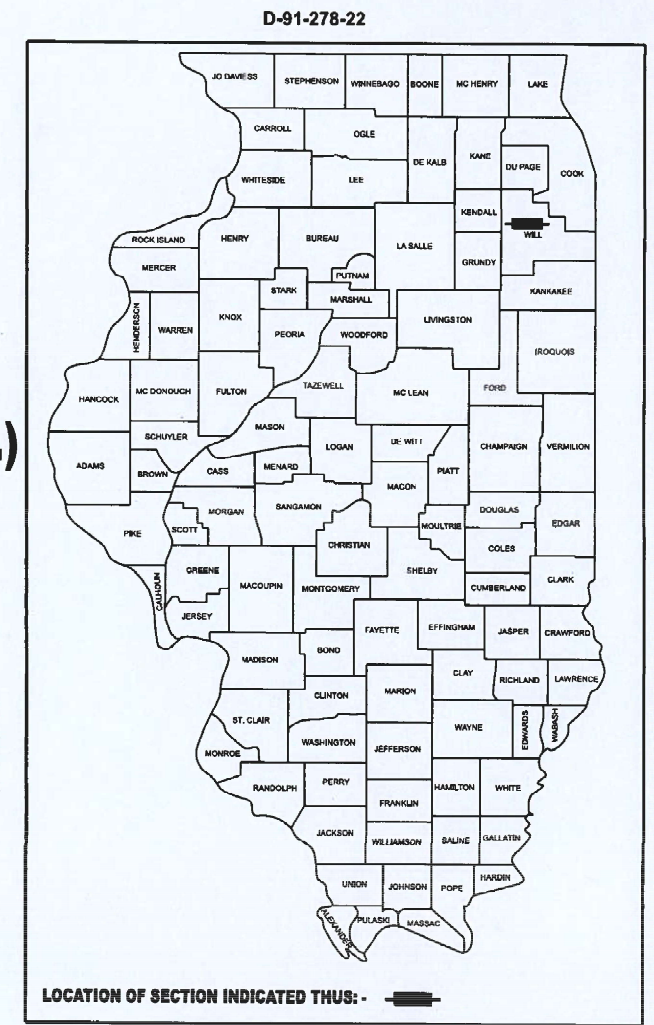 D-91-278-22
JO DAVIESS STEPHENSON WINNEBAGO BOONE MC HENRY LAKE
CARROLL OGLE
DE KALB KANE DU PAGE COOK
WHITESIDE LEE
KENDALL
ROCK ISLAND HENRY BUREAU LA SALLE WILL
MERCER GRUNDY
PUTNAM
STARK MARSHALL KANKAKEE
HENDERSON WARREN KNOX PEORIA WOODFORD LIVINGSTON
IROQUOIS
HANCOCK MC DONOUGH FULTON TAZEWELL MC LEAN FORD
MASON
SCHUYLER LOGAN DE WITT CHAMPAIGN VERMILION
ADAMS BROWN CASS MENARD PIATT
MACON
MORGAN SANGAMON DOUGLAS
PIKE SCOTT MOULTRIE EDGAR
CHRISTIAN COLES
GREENE SHELBY
CALHOUN MACOUPIN MONTGOMERY CUMBERLAND CLARK
JERSEY
FAYETTE EFFINGHAM JASPER CRAWFORD
MADISON BOND
CLAY RICHLAND LAWRENCE
CLINTON MARION
ST. CLAIR WAYNE EDWARDS WABASH
MONROE WASHINGTON JEFFERSON
RANDOLPH PERRY HAMILTON WHITE
FRANKLIN
JACKSON WILLIAMSON SALINE GALLATIN
UNION JOHNSON POPE HARDIN
ALEXANDER PULASKI MASSAC
LOCATION OF SECTION INDICATED THUS: -